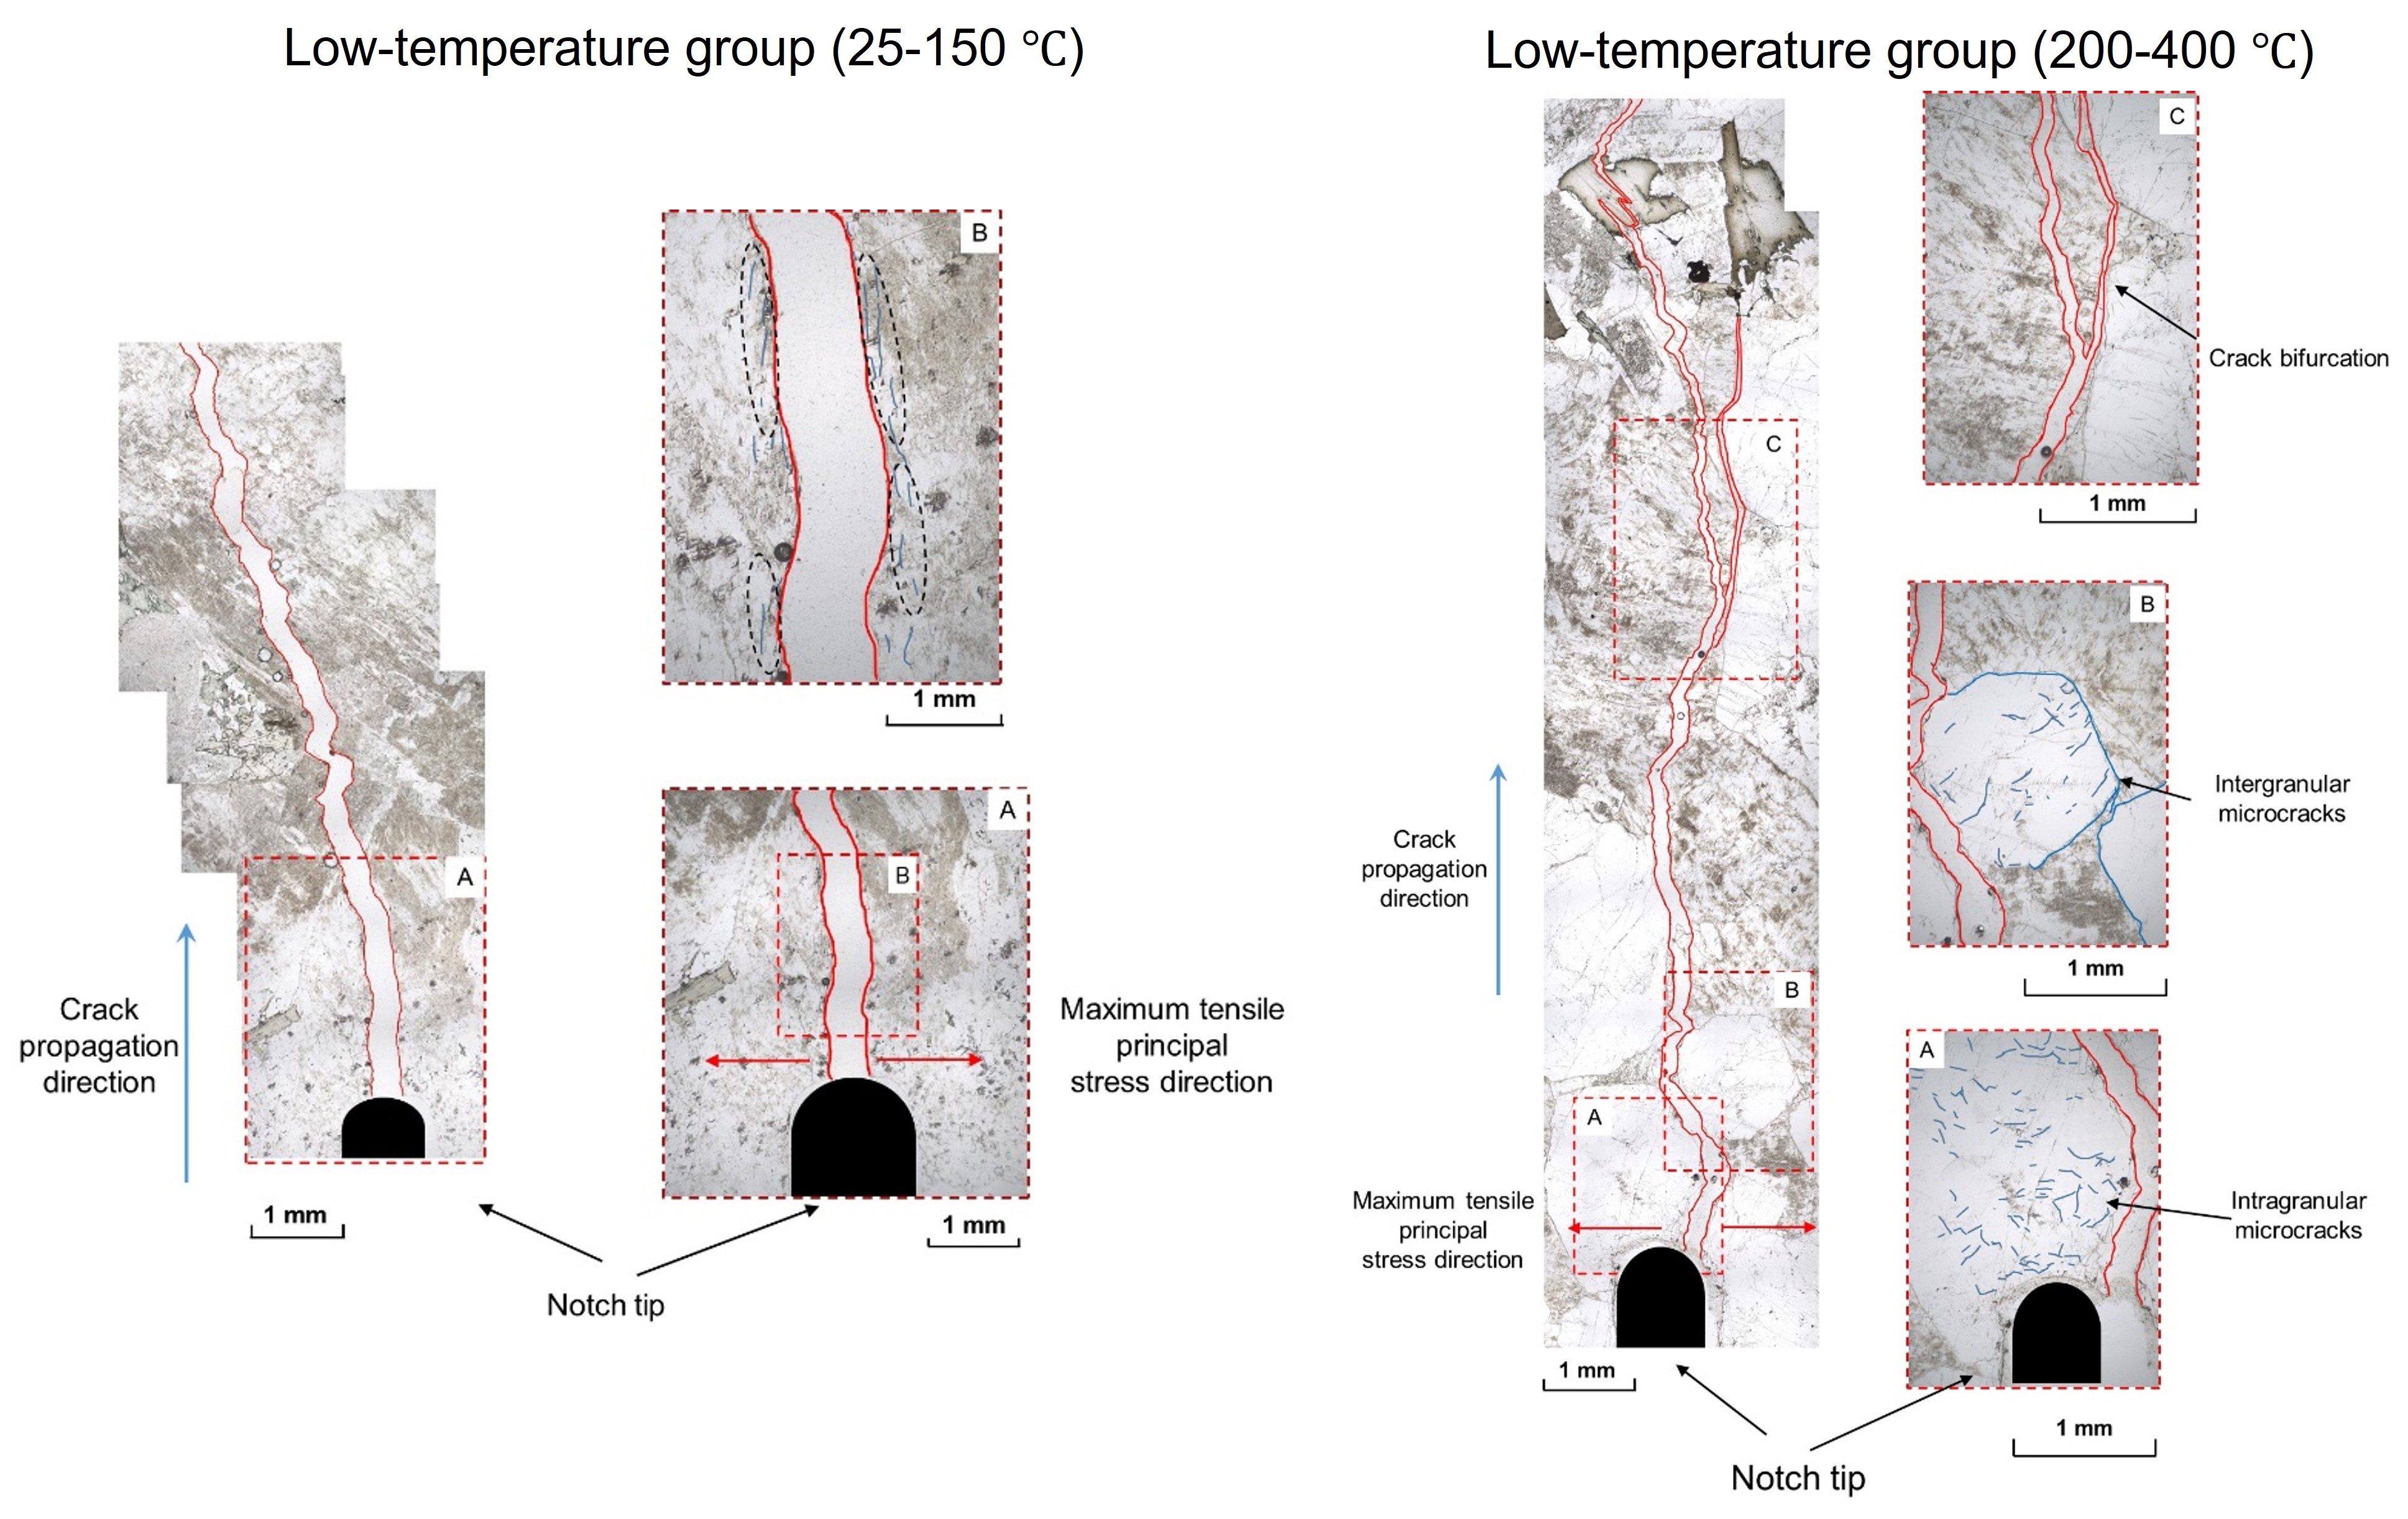 Low-temperature group (25-150 ℃)
B
1 mm
A
B
Maximum tensile
principal
stress direction
1 mm
A
Crack
propagation
direction
1 mm
Notch tip
Low-temperature group (200-400 ℃)
C
Crack bifurcation
1 mm
C
B
Intergranular
microcracks
1 mm
Crack
propagation
direction
B
A
A
Intragranular
microcracks
Maximum tensile
principal
stress direction
1 mm
1 mm
Notch tip